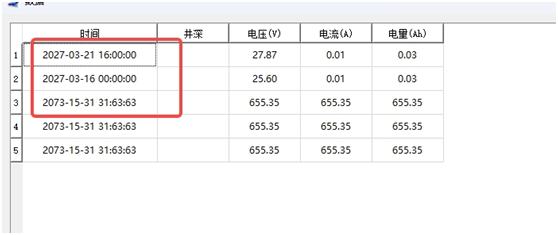 数据
时间 井深 电压(V) 电流(A) 电量(Ah)
1 2027-03-21 16:00:00 27.87 0.01 0.03
2 2027-03-16 00:00:00 25.60 0.01 0.03
3 2073-15-31 31:63:63 655.35 655.35 655.35
4 2073-15-31 31:63:63 655.35 655.35 655.35
5 2073-15-31 31:63:63 655.35 655.35 655.35